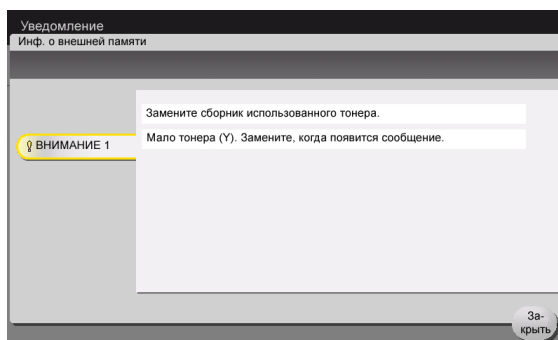 Уведомление
Инф. о внешней памяти
Замените сборник использованного тонера.
ВНИМАНИЕ 1
Мало тонера (Y). Замените, когда появится сообщение.
За-
крыть